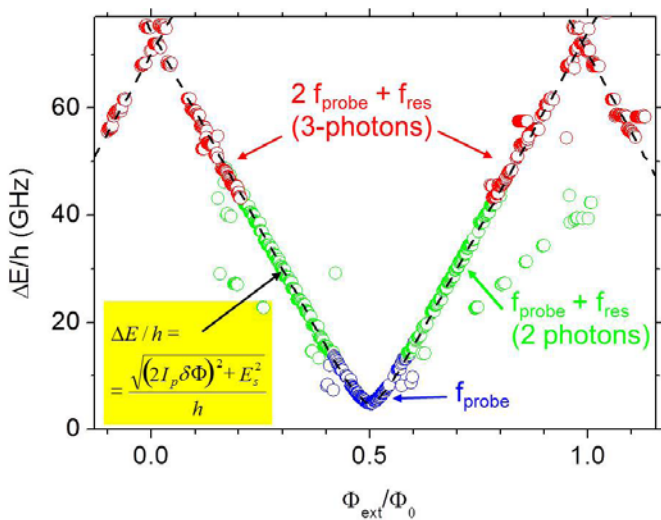 ΔE/h (GHz)
60
40
20
0
2 f_probe + f_res
(3-photons)
f_probe + f_res
(2 photons)
f_probe
ΔE / h =
= √((2I_p δΦ)² + E_s²) / h
0.0 0.5 1.0
Φ_ext/Φ_0